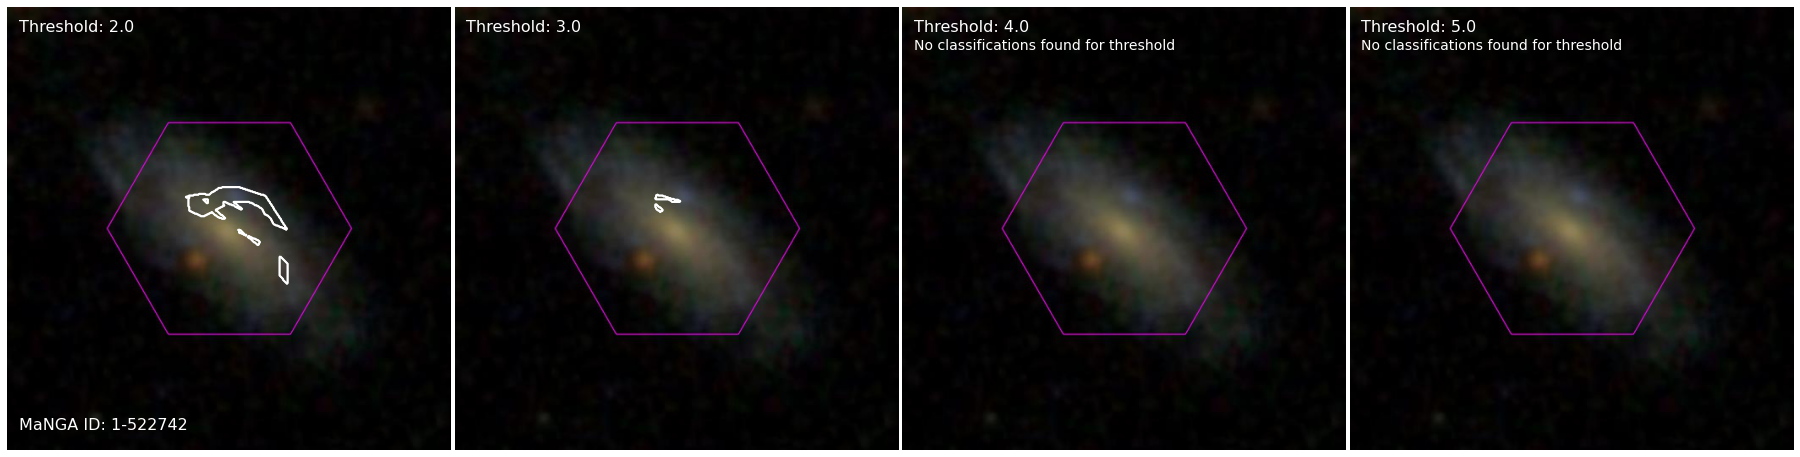 Threshold: 2.0
MaNGA ID: 1-522742
Threshold: 3.0
Threshold: 4.0
No classifications found for threshold
Threshold: 5.0
No classifications found for threshold